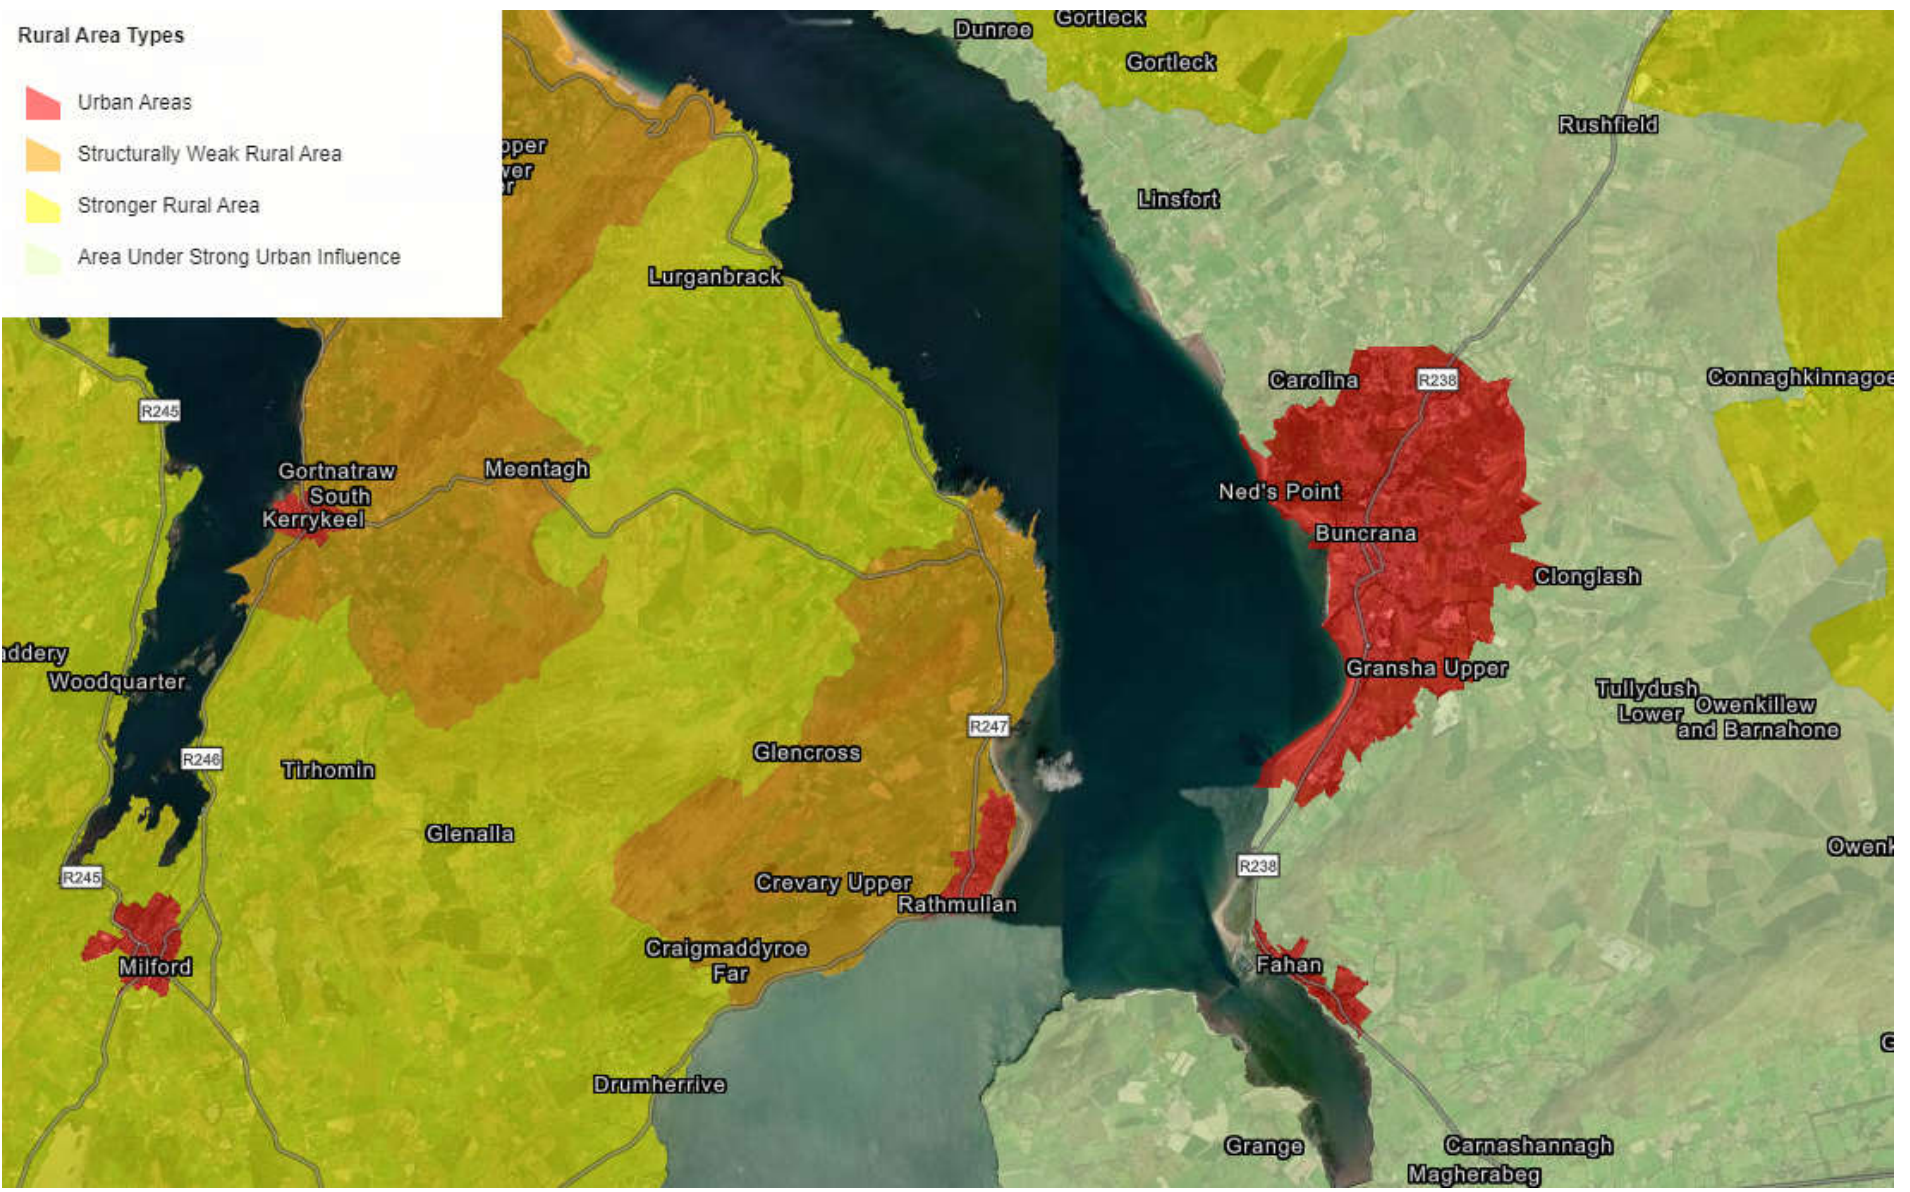 Rural Area Types
Urban Areas
Structurally Weak Rural Area
Stronger Rural Area
Area Under Strong Urban Influence
Gortleck
Dunree
Gortleck
Rushfield
Linsfort
Lurganbrack
Carolina
R238
Connaghkinnagoe
R245
Gortnatraw
South
Meentagh
Kerrykeel
Ned's Point
Buncrana
Clonglash
addery
Woodquarter
Gransha Upper
Tullydush
Lower
Owenkillew
and Barnahone
R247
R246
Tirhomin
Glencross
Glenalla
R245
R238
Crevary Upper
Rathmullan
Craigmaddyroe
Far
Milford
Fahan
Drumherrive
Grange
Carnashannagh
Magherabeg